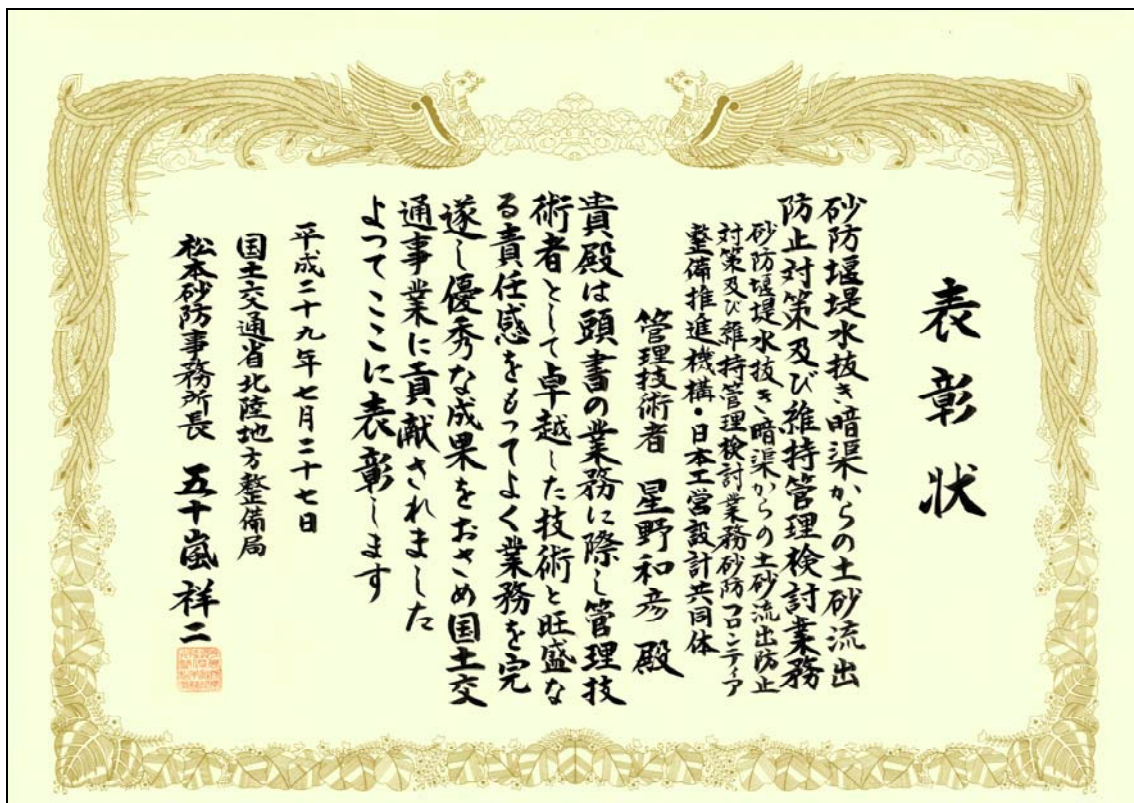 表彰状
砂防堰堤水抜き暗渠からの土砂流出
防止対策及び維持管理検討業務
砂防堰堤水抜き暗渠からの土砂流出防止
対策及び維持管理検討業務砂防フロンティア
整備推進機構・日本工営設計共同体
管理技術者 星野和彦 殿
貴殿は頭書の業務に際し管理技
術者として卓越した技術と旺盛な
る責任感をもってよく業務を完
遂し優秀な成果をおさめ国土交
通事業に貢献されました
よってここに表彰します
平成二十九年七月二十七日
国土交通省北陸地方整備局
松本砂防事務所長 五十嵐祥二